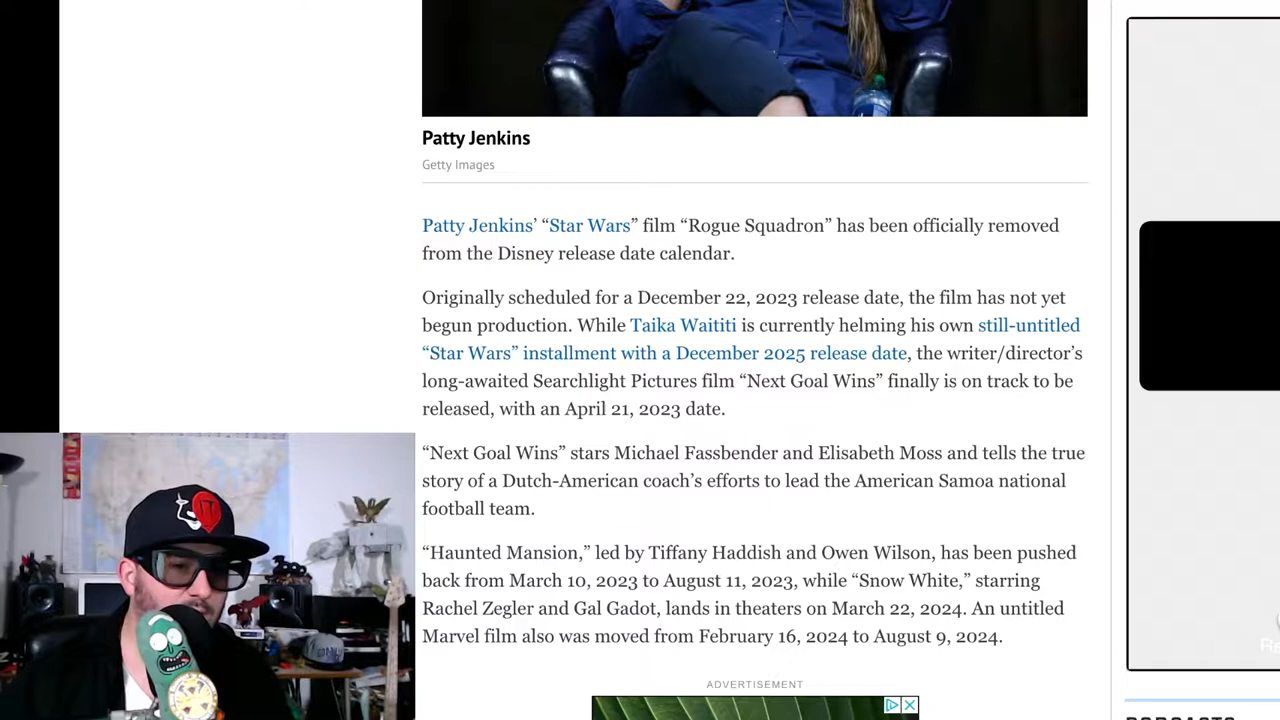 Patty Jenkins
Getty Images
Patty Jenkins’ “Star Wars” film “Rogue Squadron” has been officially removed
from the Disney release date calendar.
Originally scheduled for a December 22, 2023 release date, the film has not yet
begun production. While Taika Waititi is currently helming his own still-untitled
“Star Wars” installment with a December 2025 release date, the writer/director’s
long-awaited Searchlight Pictures film “Next Goal Wins” finally is on track to be
released, with an April 21, 2023 date.
“Next Goal Wins” stars Michael Fassbender and Elisabeth Moss and tells the true
story of a Dutch-American coach’s efforts to lead the American Samoa national
football team.
“Haunted Mansion,” led by Tiffany Haddish and Owen Wilson, has been pushed
back from March 10, 2023 to August 11, 2023, while “Snow White,” starring
Rachel Zegler and Gal Gadot, lands in theaters on March 22, 2024. An untitled
Marvel film also was moved from February 16, 2024 to August 9, 2024.
ADVERTISEMENT